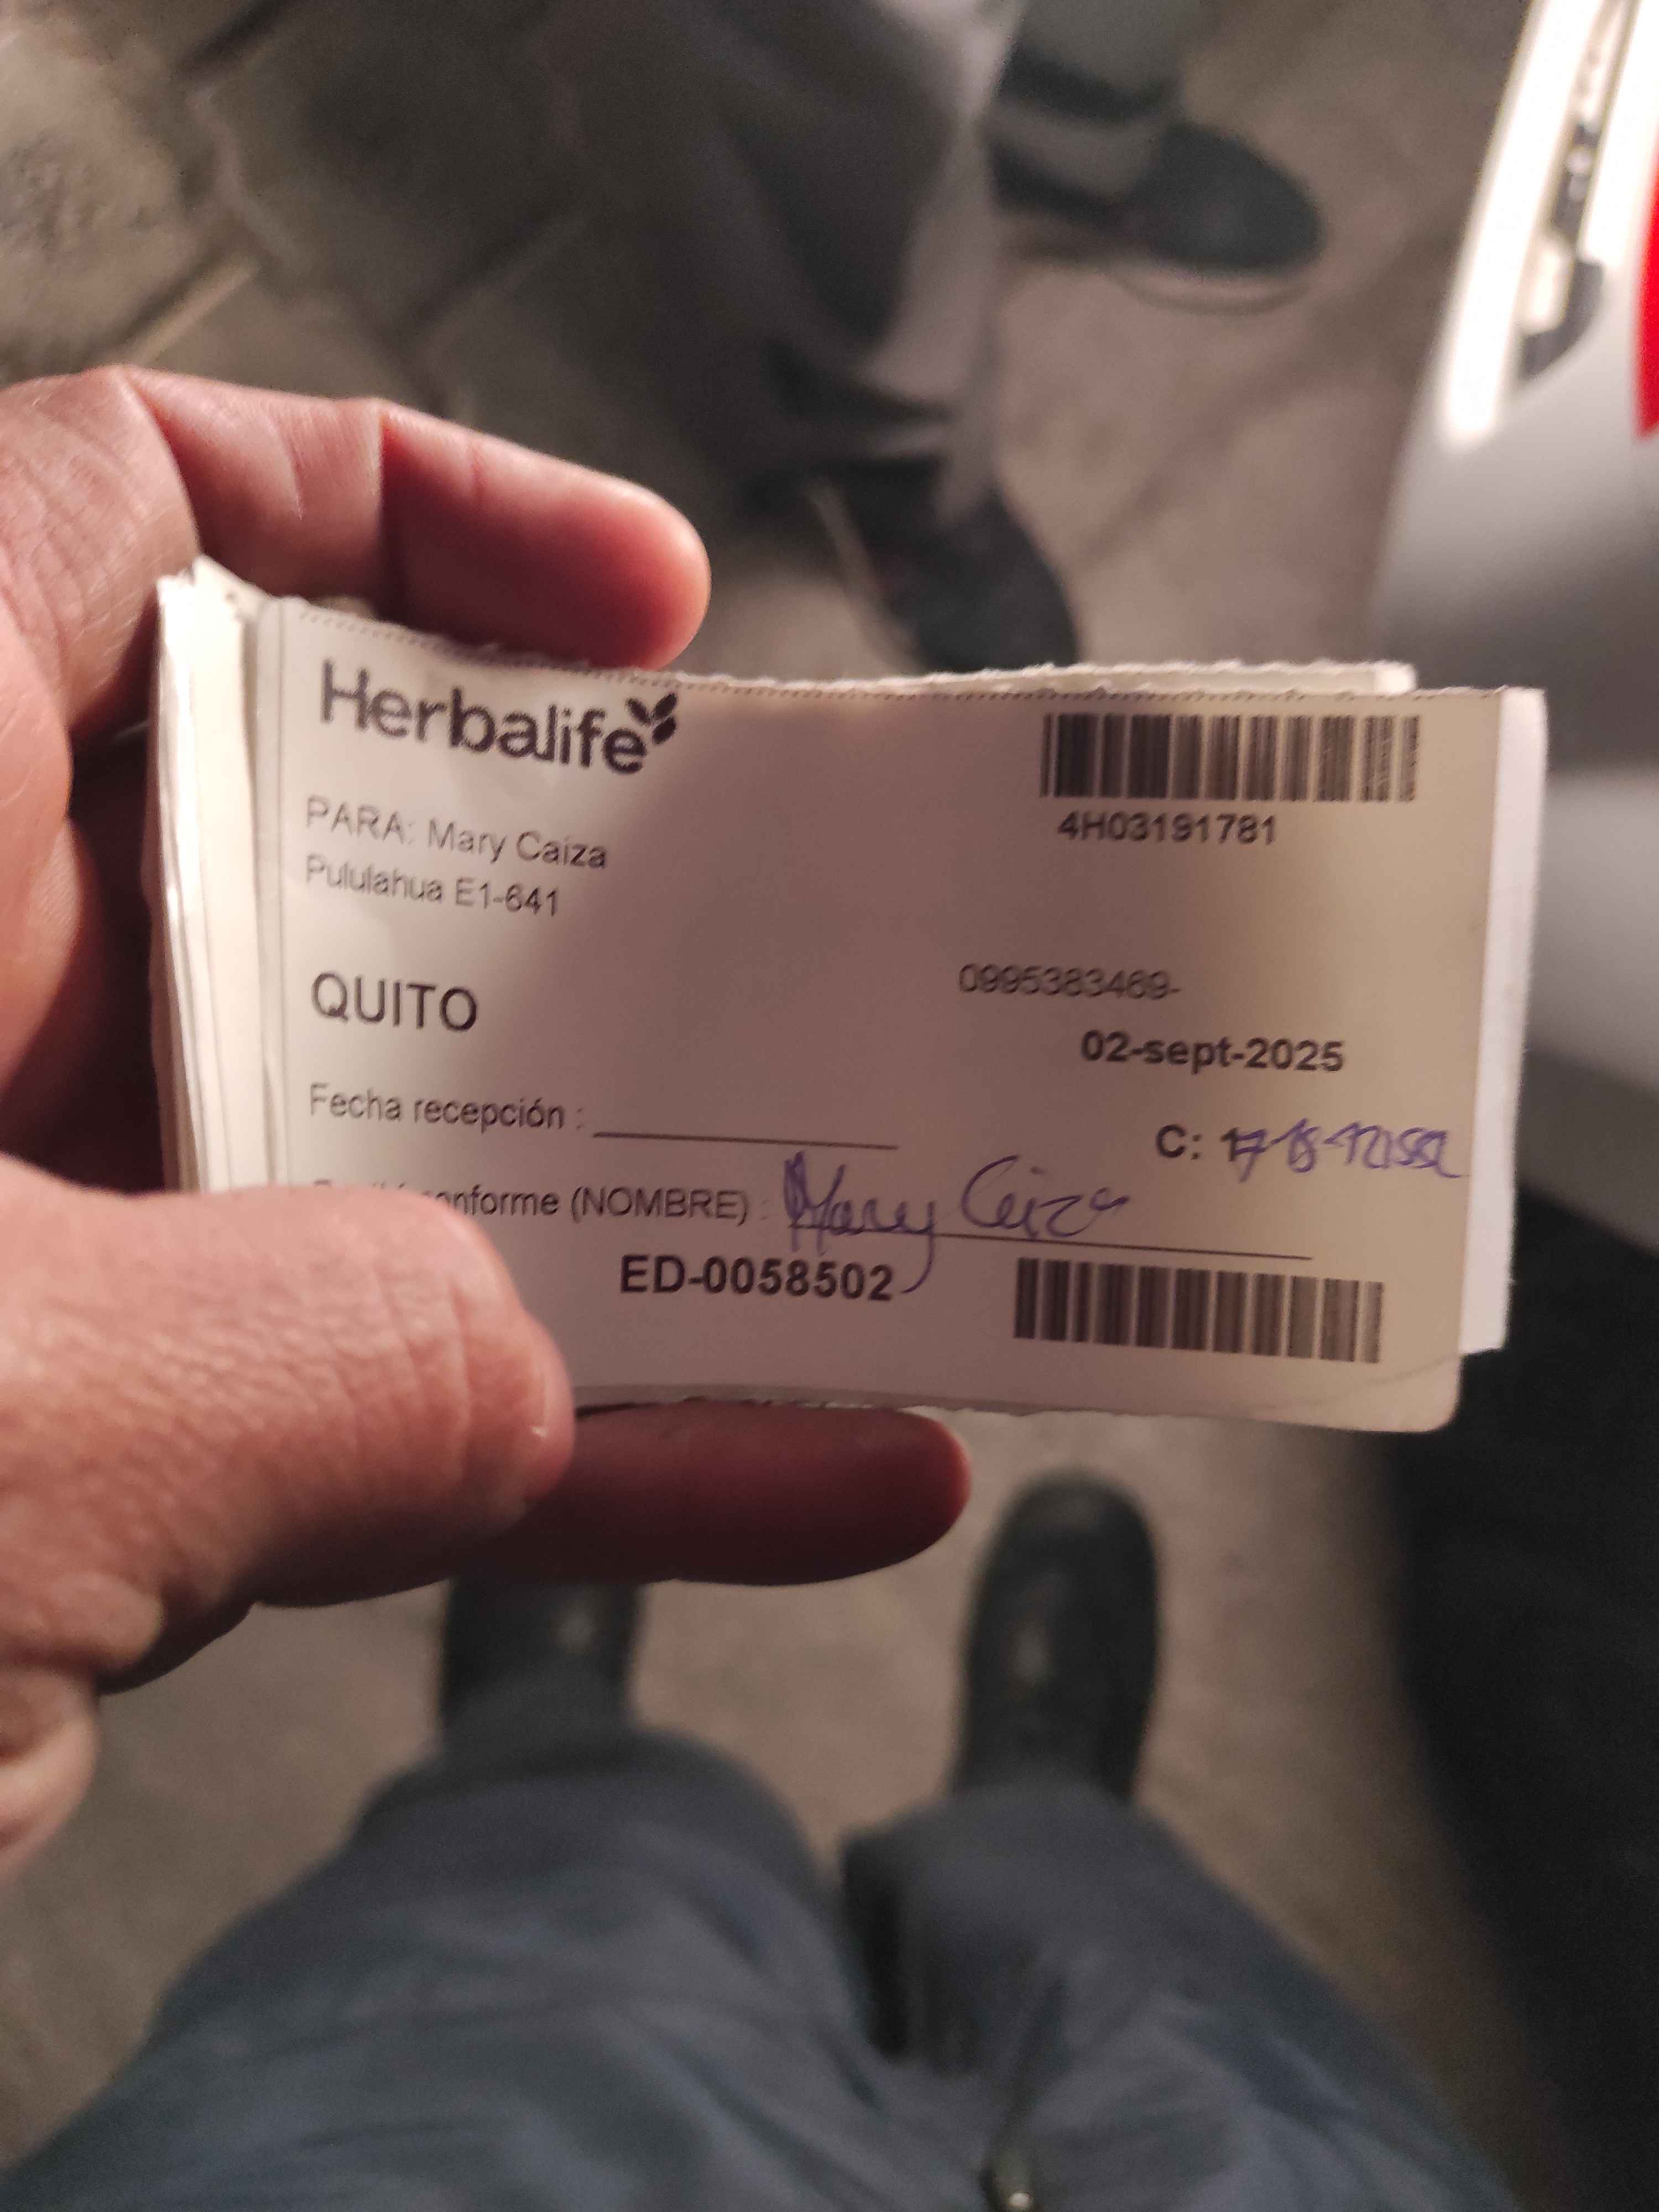 Herbalife
4H03191781
PARA: Mary Caiza
Pululahua E1-641
QUITO
0995383469-
02-sept-2025
Fecha recepción :
C: 17
conforme (NOMBRE) : Mary Caiza
ED-0058502